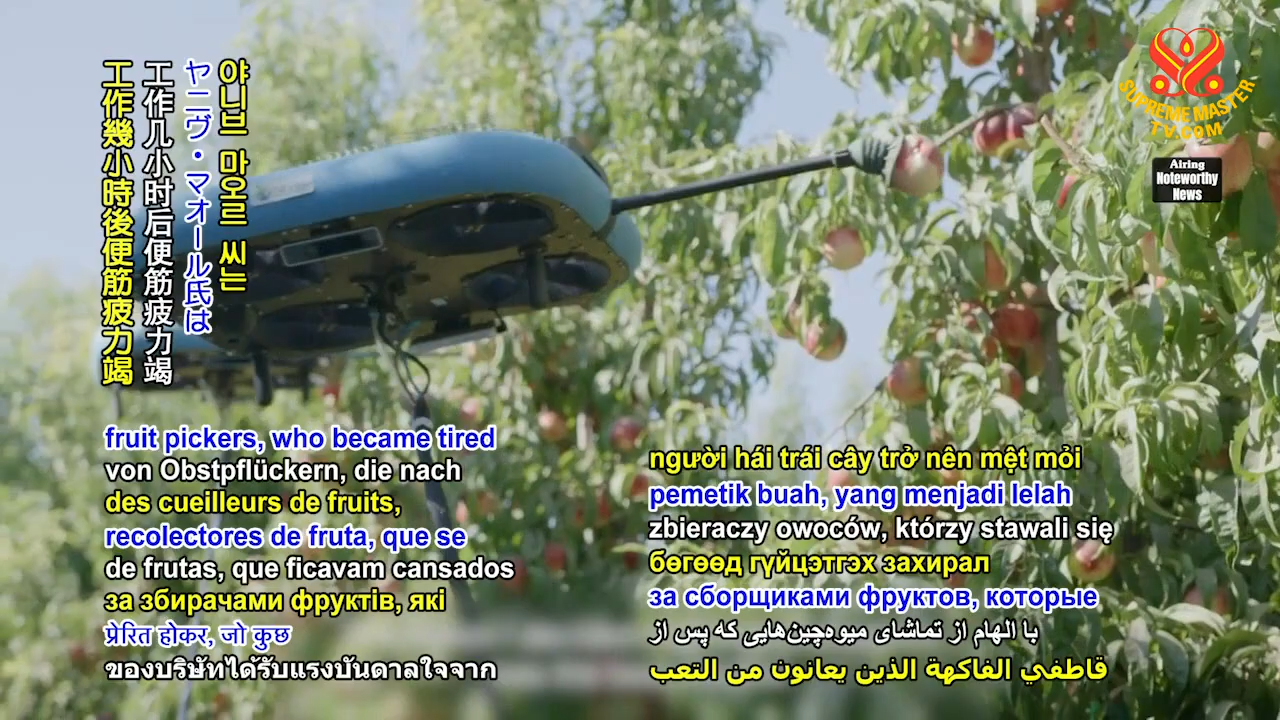 工作幾小時後便筋疲力竭
工作几小时后便筋疲力竭
ヤニヴ・マオール氏は
야닙브 마오르 씨는
SUPREME MASTER
TV.COM
Airing
Noteworthy
News
fruit pickers, who became tired
von Obstpflückern, die nach
des cueilleurs de fruits,
recolectores de fruta, que se
de frutas, que ficavam cansados
за збирачами фруктів, які
प्रेरित होकर, जो कुछ
ของบริษัทได้รับแรงบันดาลใจจาก
người hái trái cây trở nên mệt mỏi
pemetik buah, yang menjadi lelah
zbieraczy owoców, którzy stawali się
бөгөөд гүйцэтгэх захирал
за сборщиками фруктов, которые
با الهام از تماشای میوه‌چین‌هایی که پس از
قاطفي الفاكهة الذين يعانون من التعب